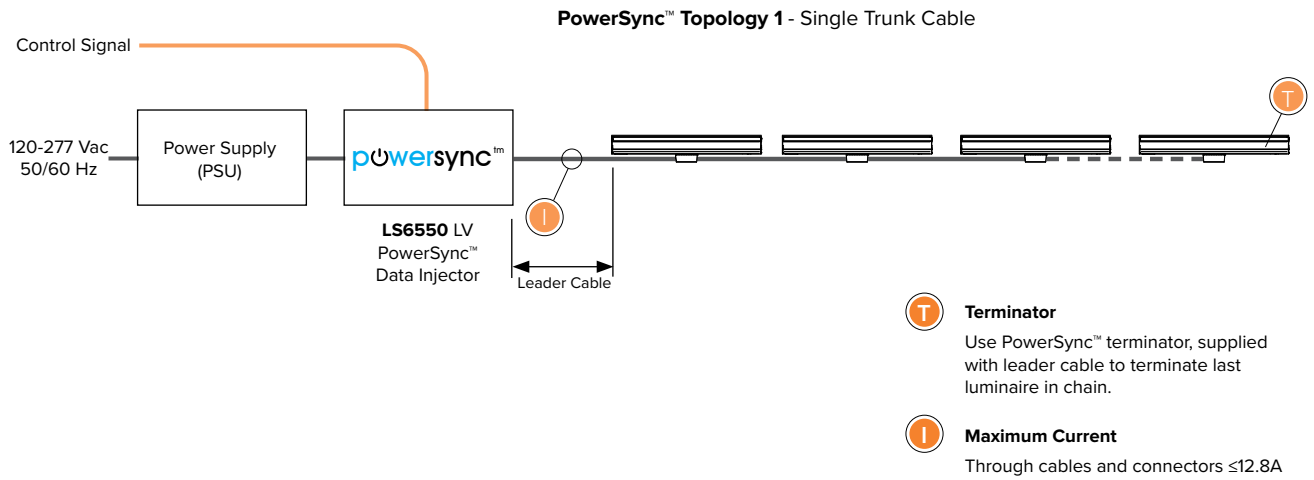 PowerSync™ Topology 1 - Single Trunk Cable
Control Signal
120-277 Vac
50/60 Hz
Power Supply
(PSU)
powersync™
T
I
LS6550 LV
PowerSync™
Data Injector
Leader Cable
T
Terminator
Use PowerSync™ terminator, supplied
with leader cable to terminate last
luminaire in chain.
I
Maximum Current
Through cables and connectors ≤12.8A